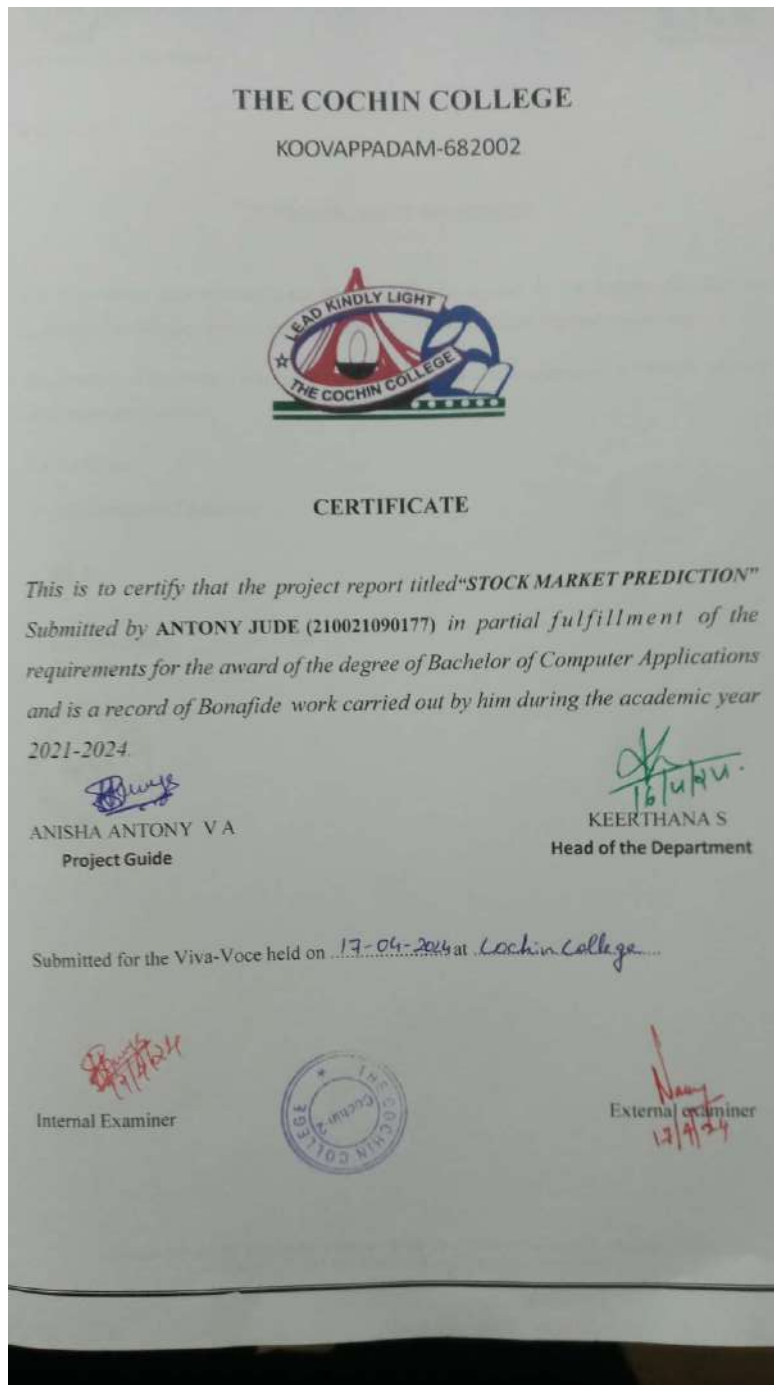 THE COCHIN COLLEGE
KOOVAPPADAM-682002
LEAD KINDLY LIGHT
THE COCHIN COLLEGE
CERTIFICATE
This is to certify that the project report titled“STOCK MARKET PREDICTION”
Submitted by ANTONY JUDE (210021090177) in partial fulfillment of the
requirements for the award of the degree of Bachelor of Computer Applications
and is a record of Bonafide work carried out by him during the academic year
2021-2024.
16/4/24.
ANISHA ANTONY V A
KEERTHANA S
Project Guide
Head of the Department
Submitted for the Viva-Voce held on 17-04-2024 at Cochin College
17/4/24
Internal Examiner
THE COCHIN COLLEGE
Cochin 2
External examiner
17/4/24